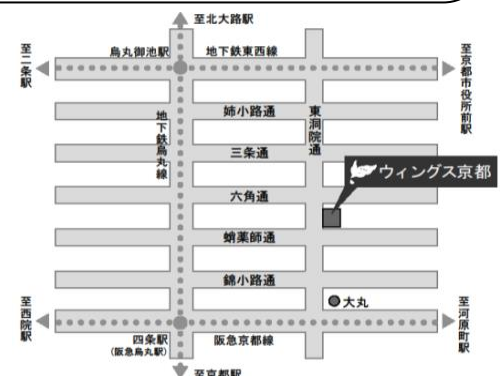 至北大路駅
烏丸御池駅
地下鉄東西線
至二条駅
至京都市役所前駅
姉小路通
地下鉄烏丸線
東洞院通
三条通
ウィングス京都
六角通
蛸薬師通
錦小路通
大丸
至西院駅
至河原町駅
四条駅
(阪急烏丸駅)
阪急京都線
至京都駅